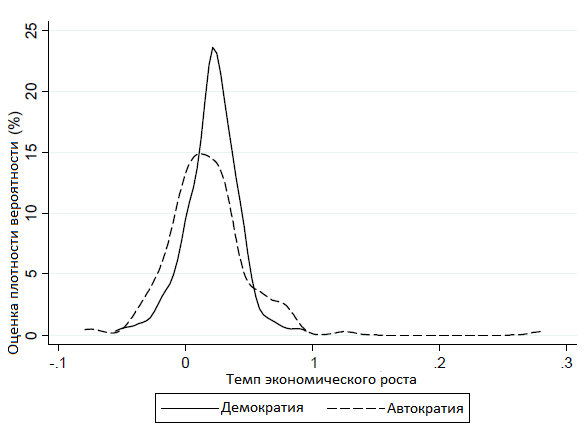 Оценка плотности вероятности (%)
25
20
15
10
5
0
-.1 0 .1 .2 .3
Темп экономического роста
Демократия Автократия